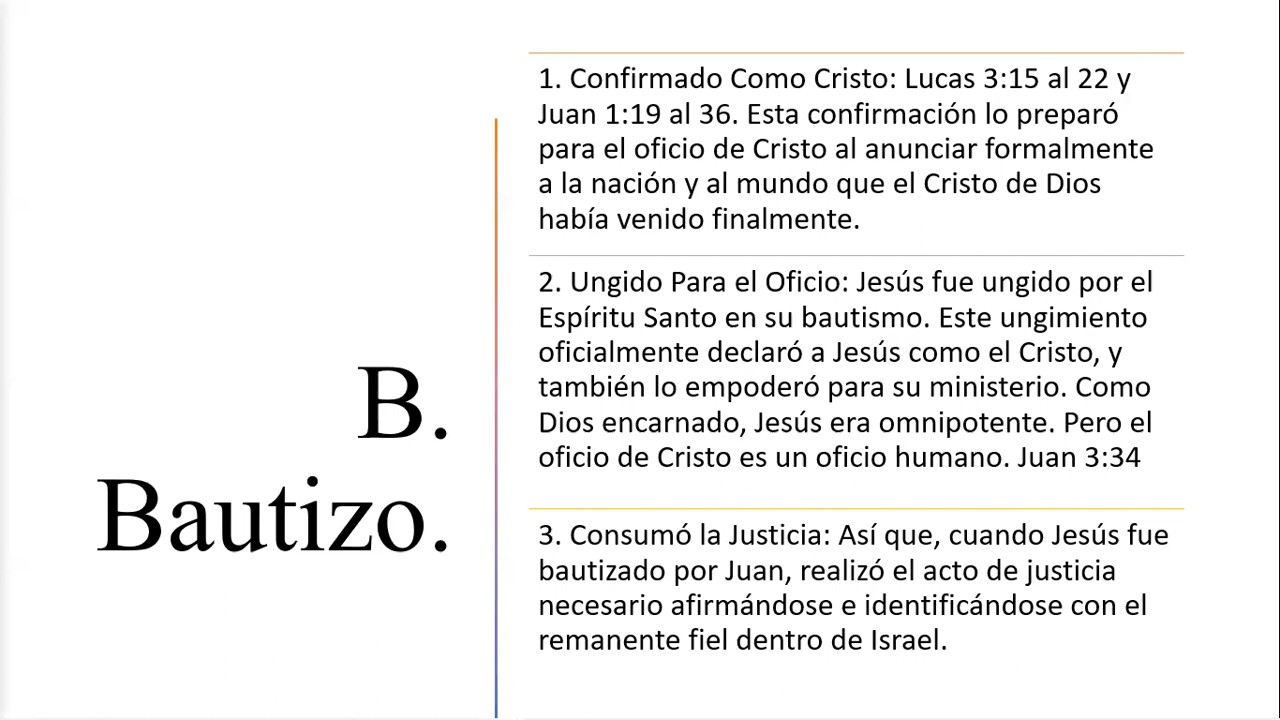 B.
Bautizo.
1. Confirmado Como Cristo: Lucas 3:15 al 22 y
Juan 1:19 al 36. Esta confirmación lo preparó
para el oficio de Cristo al anunciar formalmente
a la nación y al mundo que el Cristo de Dios
había venido finalmente.
2. Ungido Para el Oficio: Jesús fue ungido por el
Espíritu Santo en su bautismo. Este ungimiento
oficialmente declaró a Jesús como el Cristo, y
también lo empoderó para su ministerio. Como
Dios encarnado, Jesús era omnipotente. Pero el
oficio de Cristo es un oficio humano. Juan 3:34
3. Consumó la Justicia: Así que, cuando Jesús fue
bautizado por Juan, realizó el acto de justicia
necesario afirmándose e identificándose con el
remanente fiel dentro de Israel.